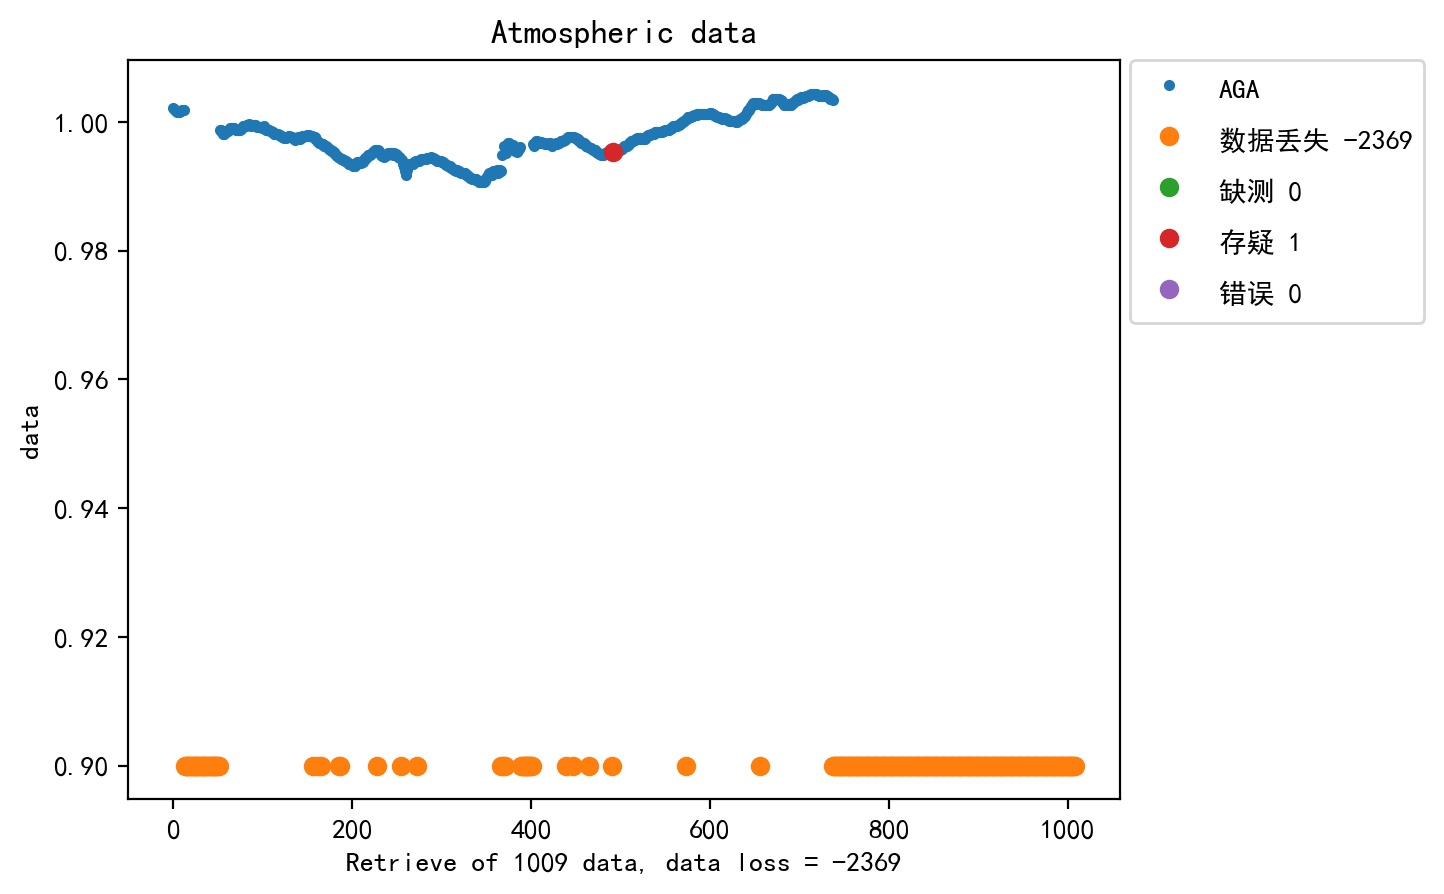 Atmospheric data
AGA
数据丢失 -2369
缺测 0
存疑 1
错误 0
1.00
0.98
0.96
0.94
0.92
0.90
data
0 200 400 600 800 1000
Retrieve of 1009 data, data loss = -2369